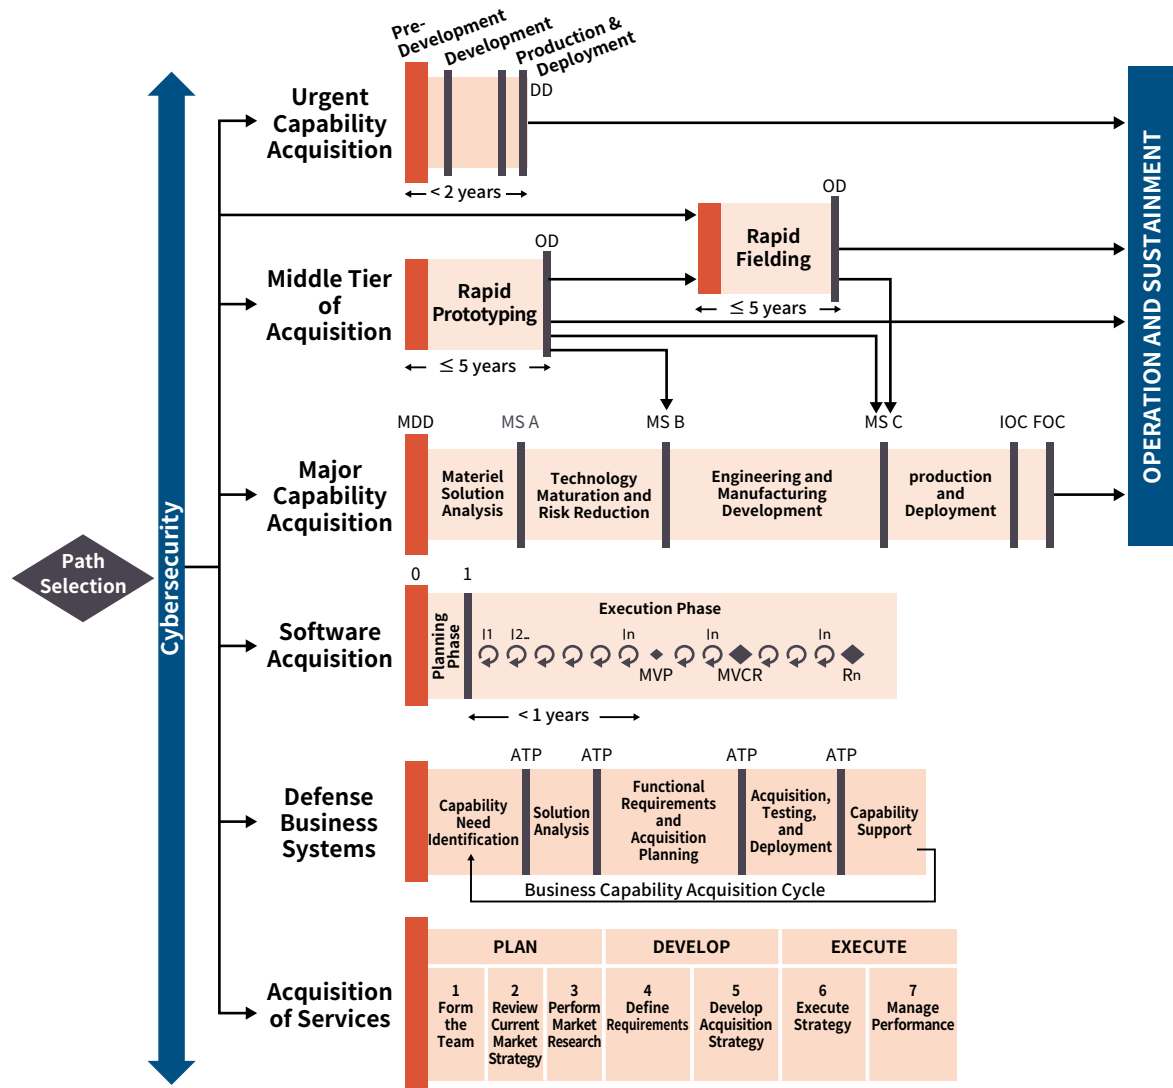 Pre-
Development
Development
Production &
Deployment
DD
Urgent
Capability
Acquisition
< 2 years
OPERATION AND SUSTAINMENT
OD
Rapid
Fielding
≤ 5 years
OD
Middle Tier
of
Acquisition
Rapid
Prototyping
≤ 5 years
MDD
MS A
MS B
MS C
IOC
FOC
Major
Capability
Acquisition
Materiel
Solution
Analysis
Technology
Maturation and
Risk Reduction
Engineering and
Manufacturing
Development
production
and
Deployment
Path
Selection
Cybersecurity
0
1
Software
Acquisition
Planning
Phase
Execution Phase
I1
I2-
In
In
In
MVP
MVCR
Rn
< 1 years
ATP
ATP
ATP
ATP
Defense
Business
Systems
Capability
Need
Identification
Solution
Analysis
Functional
Requirements
and
Acquisition
Planning
Acquisition,
Testing,
and
Deployment
Capability
Support
Business Capability Acquisition Cycle
Acquisition
of Services
PLAN
DEVELOP
EXECUTE
1
Form
the
Team
2
Review
Current
Market
Strategy
3
Perform
Market
Research
4
Define
Requirements
5
Develop
Acquisition
Strategy
6
Execute
Strategy
7
Manage
Performance